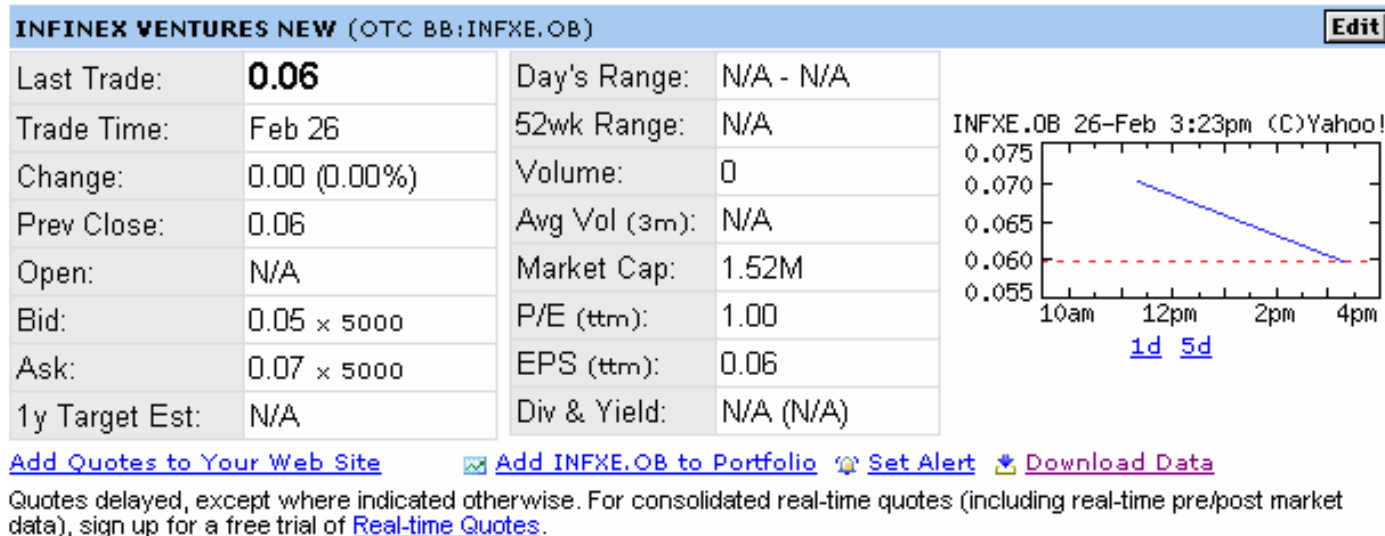 INFINEX VENTURES NEW (OTC BB:INFXE.OB) Edit
Last Trade: 0.06
Trade Time: Feb 26
Change: 0.00 (0.00%)
Prev Close: 0.06
Open: N/A
Bid: 0.05 x 5000
Ask: 0.07 x 5000
1y Target Est: N/A
Day's Range: N/A - N/A
52wk Range: N/A
Volume: 0
Avg Vol (3m): N/A
Market Cap: 1.52M
P/E (ttm): 1.00
EPS (ttm): 0.06
Div & Yield: N/A (N/A)
INFXE.OB 26-Feb 3:23pm (C)Yahoo!
0.075
0.070
0.065
0.060
0.055
10am 12pm 2pm 4pm
1d 5d
Add Quotes to Your Web Site Add INFXE.OB to Portfolio Set Alert Download Data
Quotes delayed, except where indicated otherwise. For consolidated real-time quotes (including real-time pre/post market
data), sign up for a free trial of Real-time Quotes.